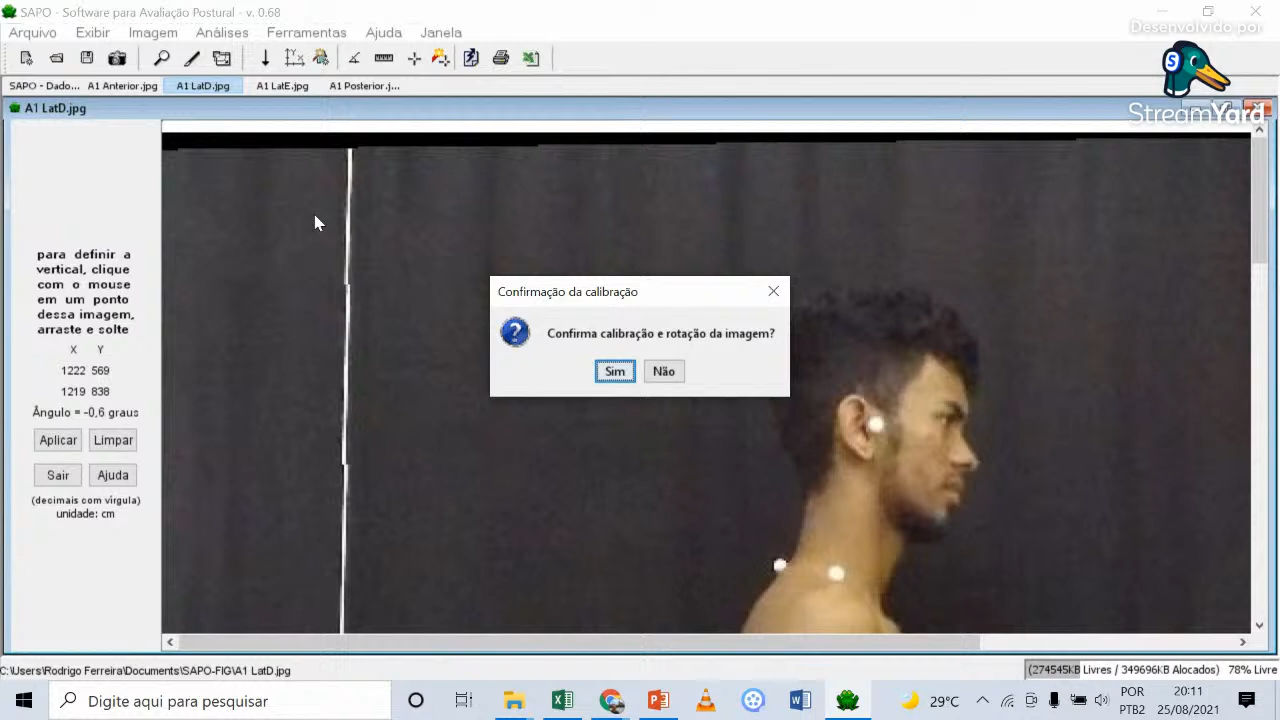 SAPO - Software para Avaliação Postural - v. 0.68
Desenvolvido por
Arquivo Exibir Imagem Análises Ferramentas Ajuda Janela
SAPO - Dado... A1 Anterior.jpg A1 LatD.jpg A1 LatE.jpg A1 Posterior.j...
S
StreamYard
A1 LatD.jpg
para definir a
vertical, clique
com o mouse
em um ponto
dessa imagem,
arraste e solte
X Y
1222 569
1219 838
Ângulo = -0,6 graus
Aplicar Limpar
Sair Ajuda
(decimais com vírgula)
unidade: cm
Confirmação da calibração
Confirma calibração e rotação da imagem?
Sim Não
C:\Users\Rodrigo Ferreira\Documents\SAPO-FIG\A1 LatD.jpg
(274545kB Livres / 349696kB Alocados) 78% Livre
Digite aqui para pesquisar
29°C
POR
PTB2
20:11
25/08/2021